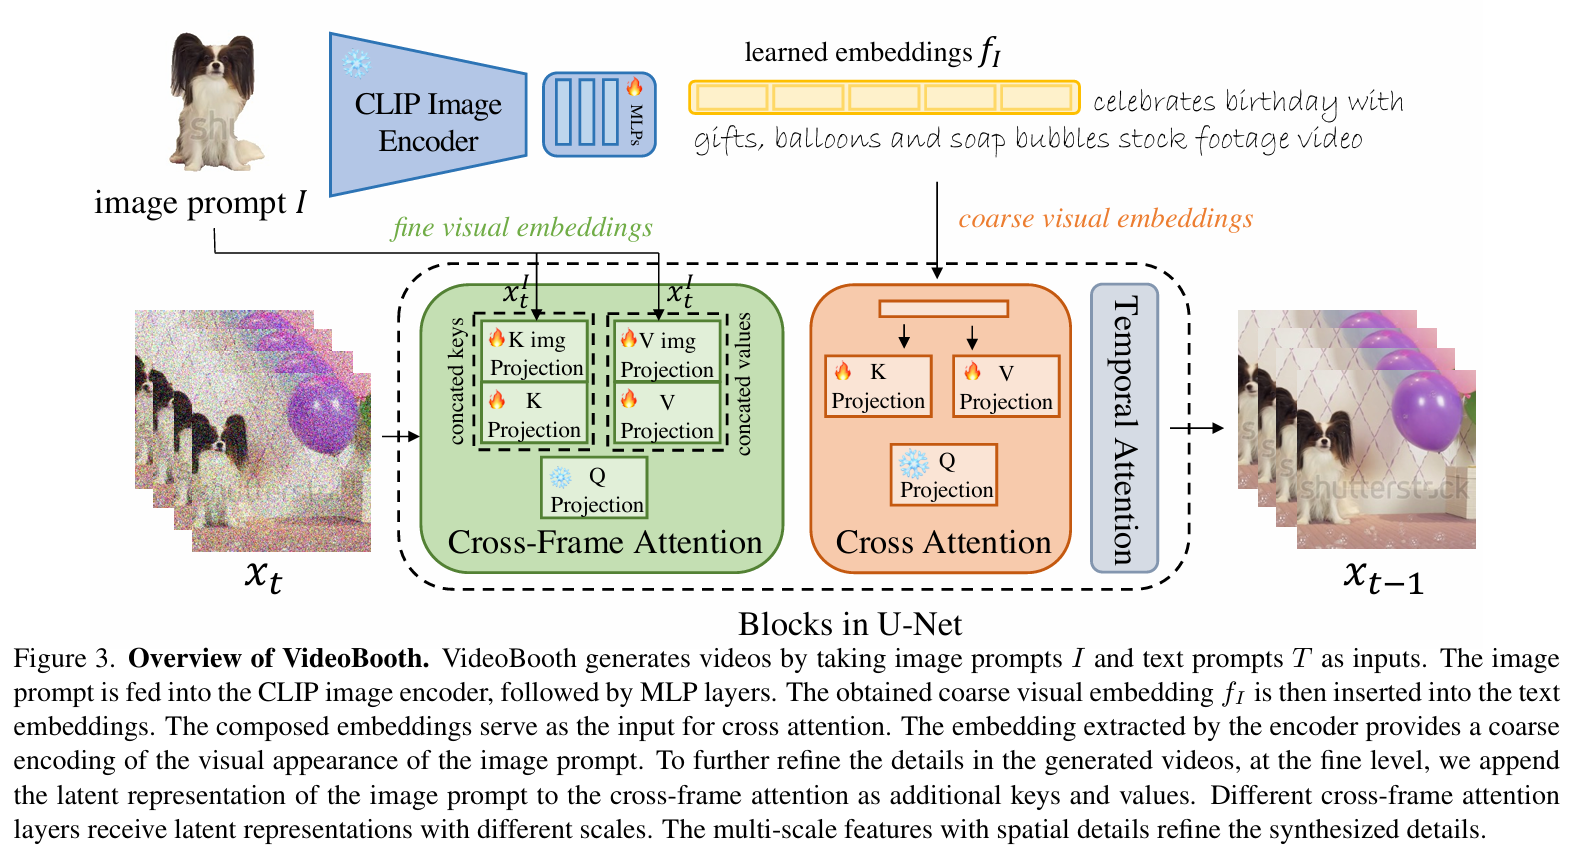 learned embeddings f_I
CLIP Image
Encoder
MLPs
celebrates birthday with
gifts, balloons and soap bubbles stock footage video
image prompt I
fine visual embeddings
coarse visual embeddings
x_t^I
x_t^I
concated keys
K img
Projection
K
Projection
V img
Projection
V
Projection
concated values
Q
Projection
Cross-Frame Attention
K
Projection
V
Projection
Q
Projection
Cross Attention
Temporal Attention
shutterstock
x_t
x_{t-1}
Blocks in U-Net
Figure 3. Overview of VideoBooth. VideoBooth generates videos by taking image prompts I and text prompts T as inputs. The image
prompt is fed into the CLIP image encoder, followed by MLP layers. The obtained coarse visual embedding f_I is then inserted into the text
embeddings. The composed embeddings serve as the input for cross attention. The embedding extracted by the encoder provides a coarse
encoding of the visual appearance of the image prompt. To further refine the details in the generated videos, at the fine level, we append
the latent representation of the image prompt to the cross-frame attention as additional keys and values. Different cross-frame attention
layers receive latent representations with different scales. The multi-scale features with spatial details refine the synthesized details.